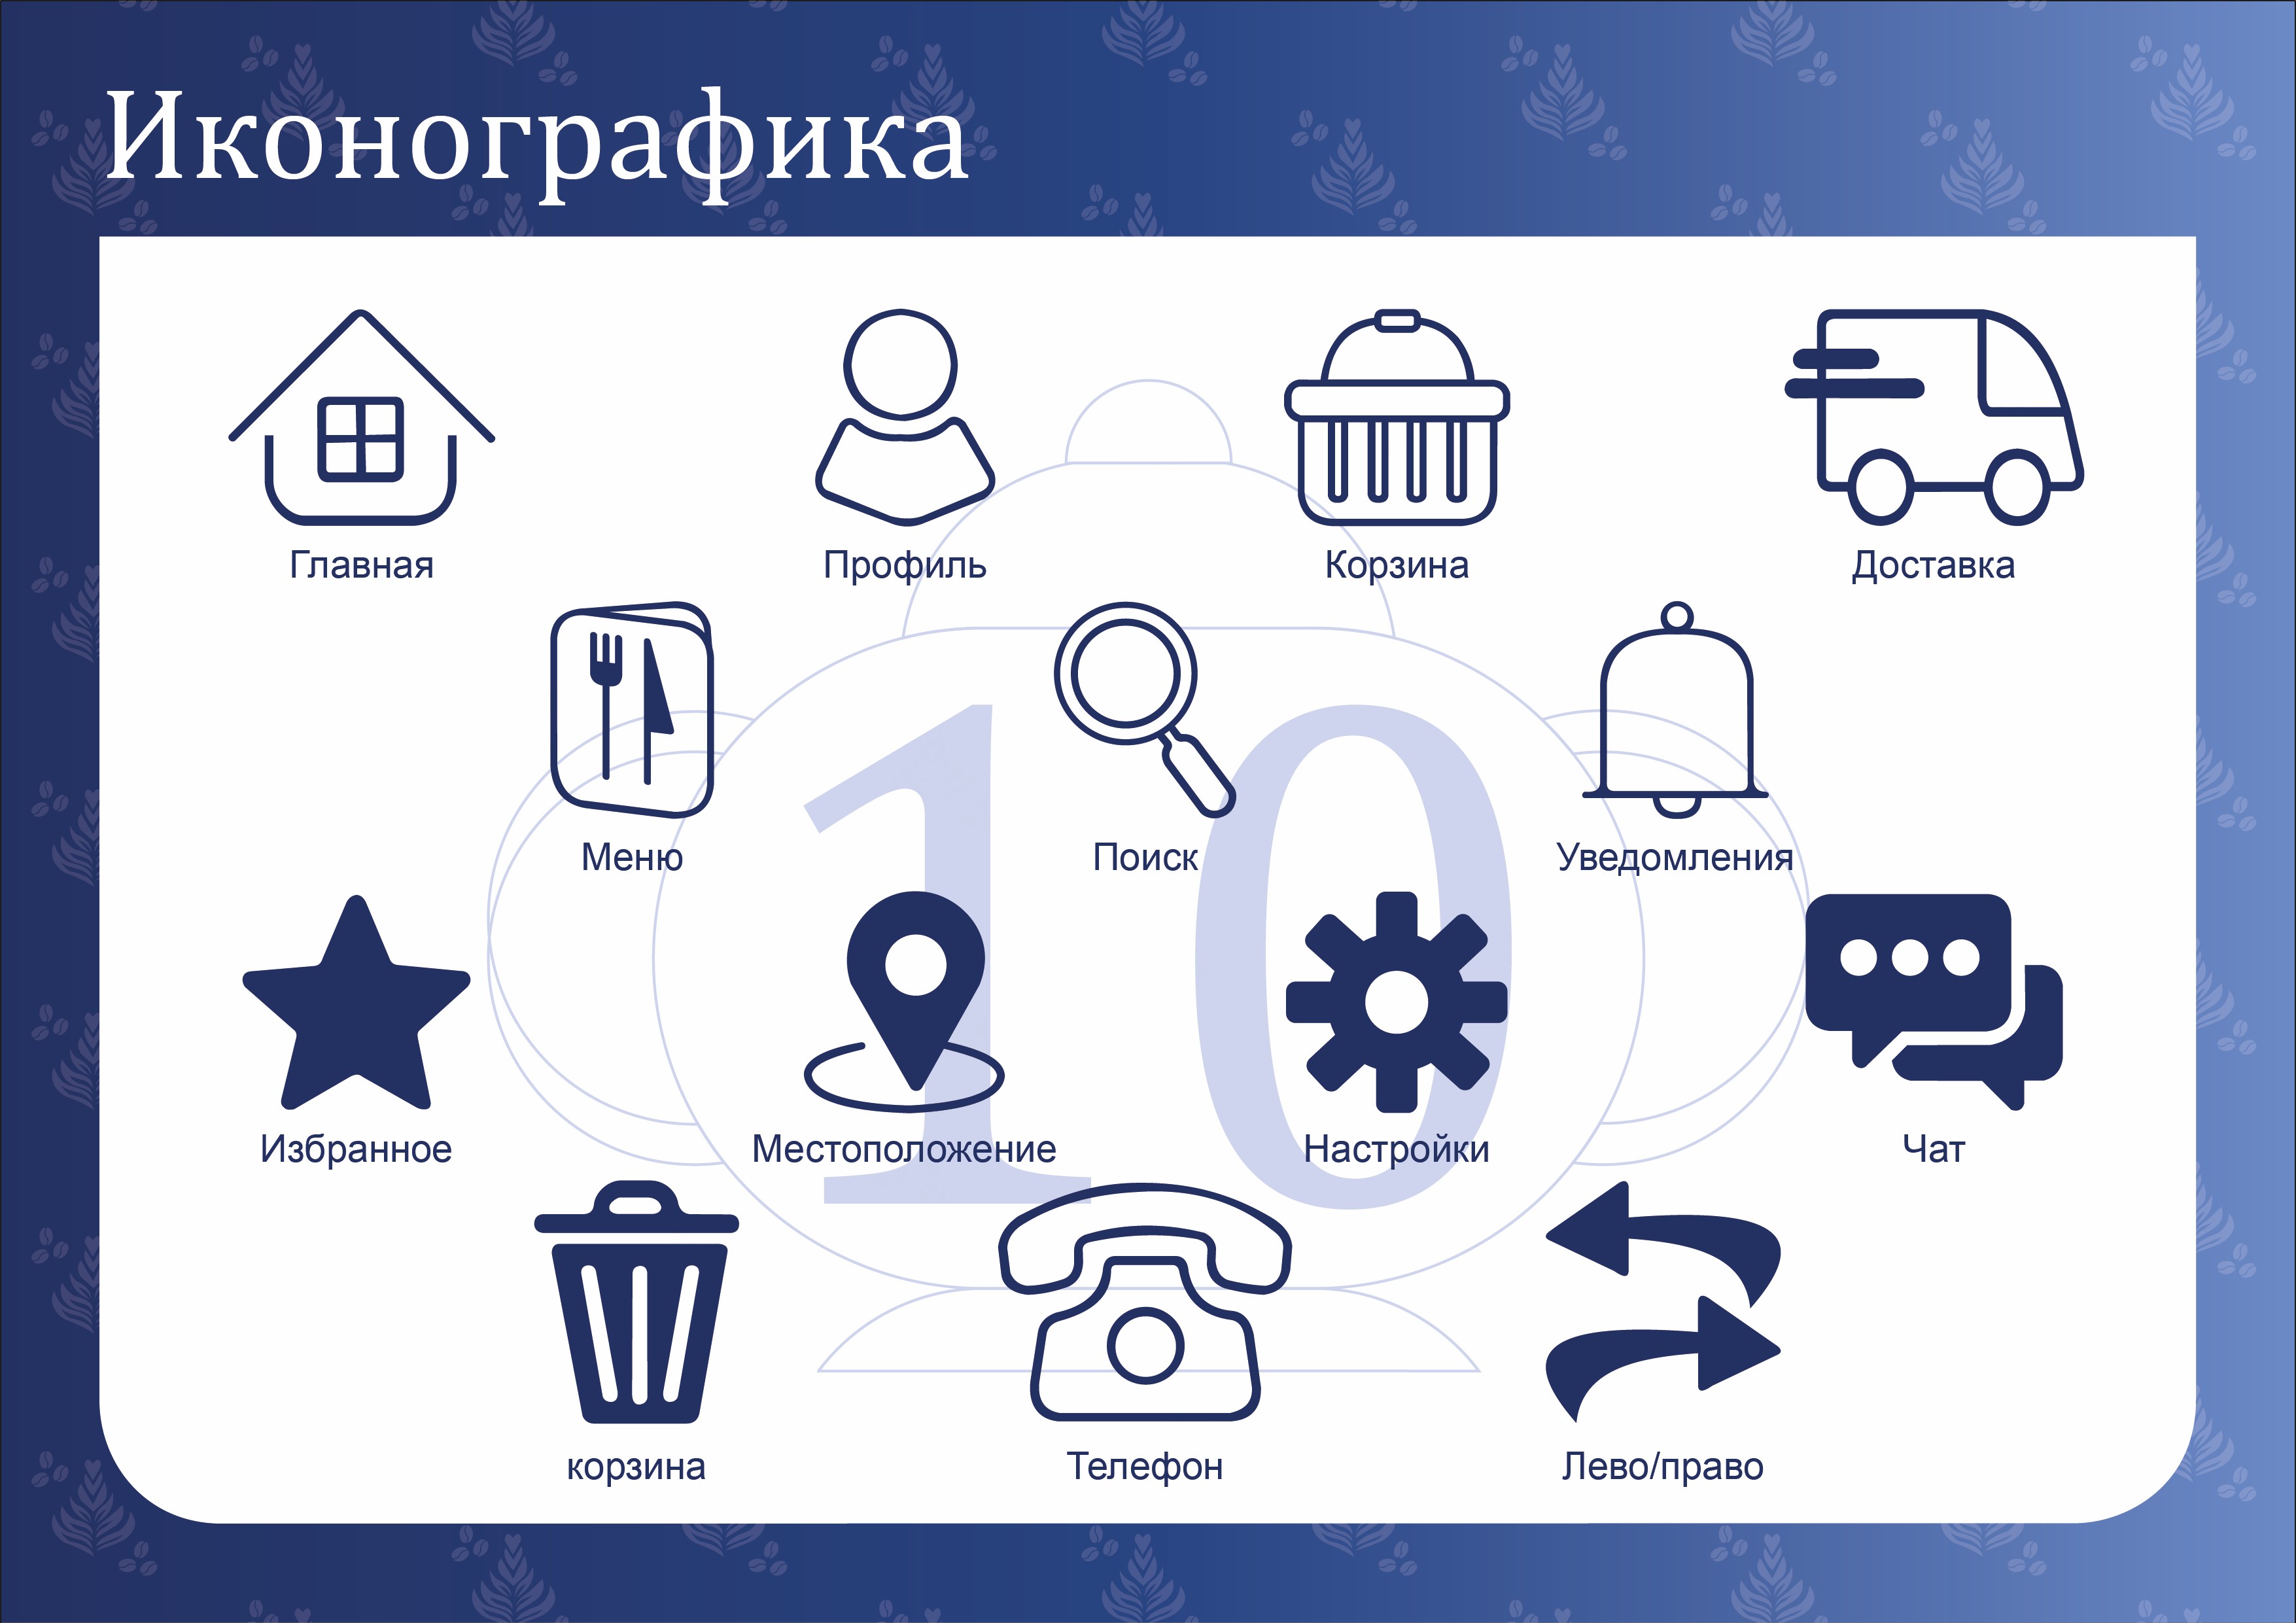 Иконографика
Главная
Профиль
Корзина
Доставка
Меню
Поиск
Уведомления
10
Избранное
Местоположение
Настройки
Чат
корзина
Телефон
Лево/право